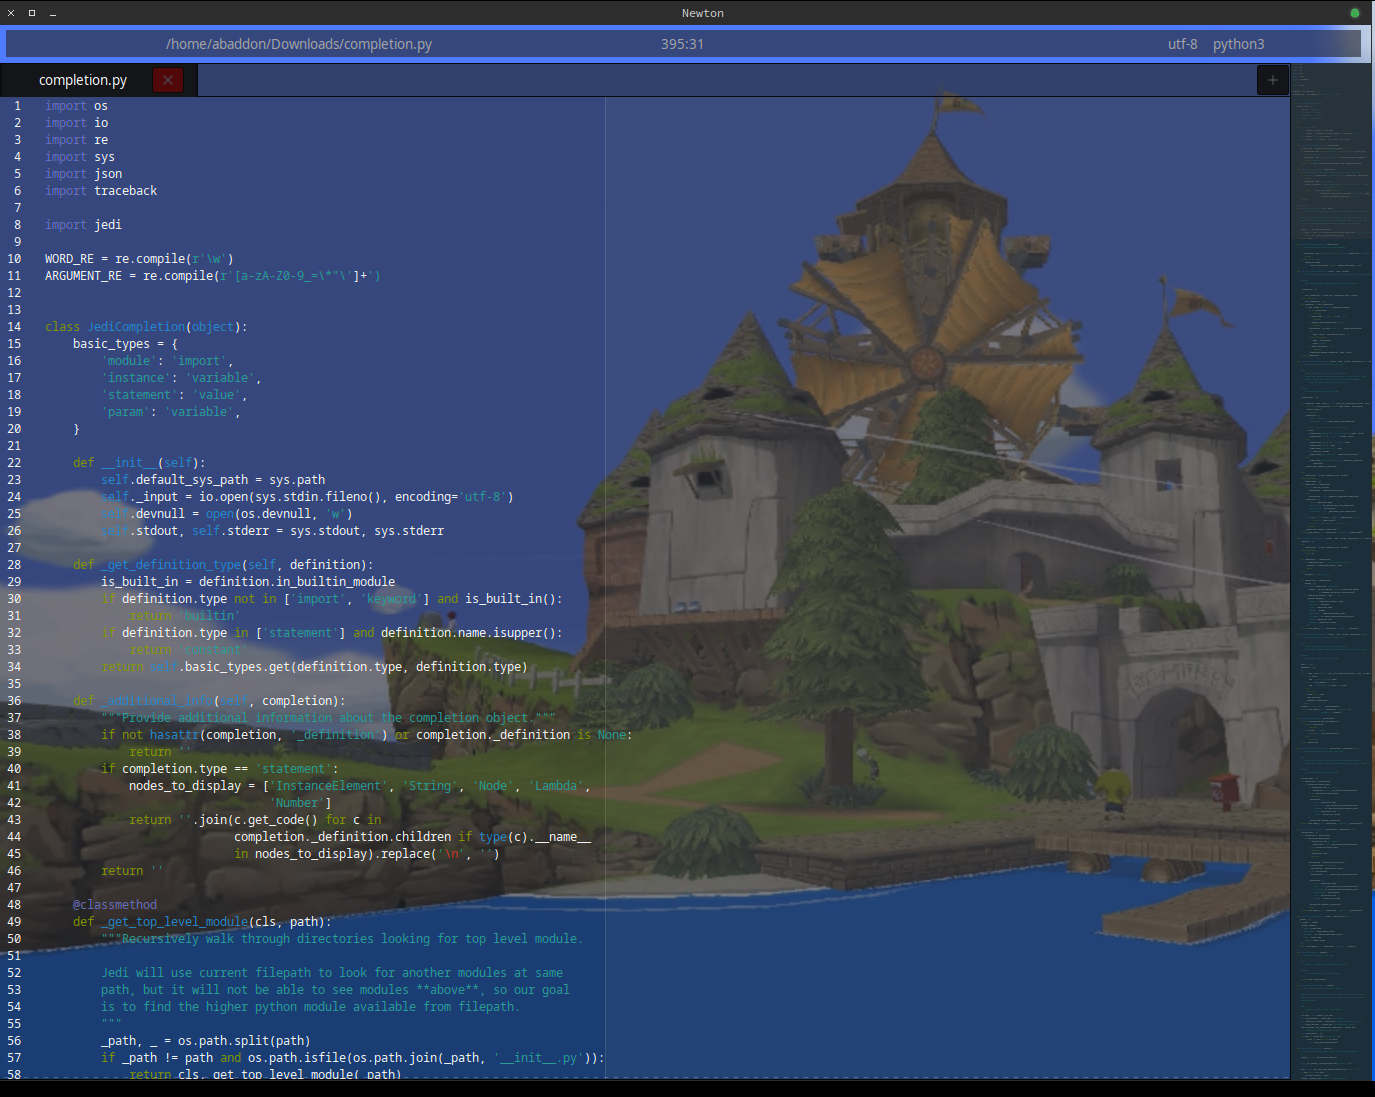 Newton
/home/abaddon/Downloads/completion.py 395:31 utf-8 python3
completion.py × +
1 import os
2 import io
3 import re
4 import sys
5 import json
6 import traceback
7
8 import jedi
9
10 WORD_RE = re.compile(r'\w')
11 ARGUMENT_RE = re.compile(r'[a-zA-Z0-9_=\*"\']+')
12
13
14 class JediCompletion(object):
15     basic_types = {
16         'module': 'import',
17         'instance': 'variable',
18         'statement': 'value',
19         'param': 'variable',
20     }
21
22     def __init__(self):
23         self.default_sys_path = sys.path
24         self._input = io.open(sys.stdin.fileno(), encoding='utf-8')
25         self.devnull = open(os.devnull, 'w')
26         self.stdout, self.stderr = sys.stdout, sys.stderr
27
28     def _get_definition_type(self, definition):
29         is_built_in = definition.in_builtin_module
30         if definition.type not in ['import', 'keyword'] and is_built_in():
31             return 'builtin'
32         if definition.type in ['statement'] and definition.name.isupper():
33             return 'constant'
34         return self.basic_types.get(definition.type, definition.type)
35
36     def _additional_info(self, completion):
37         """Provide additional information about the completion object."""
38         if not hasattr(completion, '_definition') or completion._definition is None:
39             return ''
40         if completion.type == 'statement':
41             nodes_to_display = ['InstanceElement', 'String', 'Node', 'Lambda',
42                                 'Number']
43             return ''.join(c.get_code() for c in
44                            completion._definition.children if type(c).__name__
45                            in nodes_to_display).replace('\n', '')
46         return ''
47
48     @classmethod
49     def _get_top_level_module(cls, path):
50         """Recursively walk through directories looking for top level module.
51
52         Jedi will use current filepath to look for another modules at same
53         path, but it will not be able to see modules **above**, so our goal
54         is to find the higher python module available from filepath.
55         """
56         _path, _ = os.path.split(path)
57         if _path != path and os.path.isfile(os.path.join(_path, '__init__.py')):
58             return cls._get_top_level_module(_path)